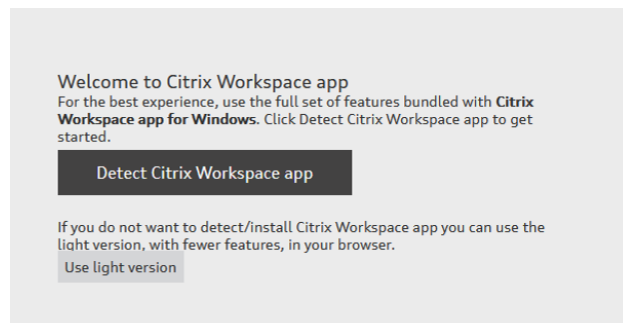 Welcome to Citrix Workspace app
For the best experience, use the full set of features bundled with Citrix
Workspace app for Windows. Click Detect Citrix Workspace app to get
started.
Detect Citrix Workspace app
If you do not want to detect/install Citrix Workspace app you can use the
light version, with fewer features, in your browser.
Use light version